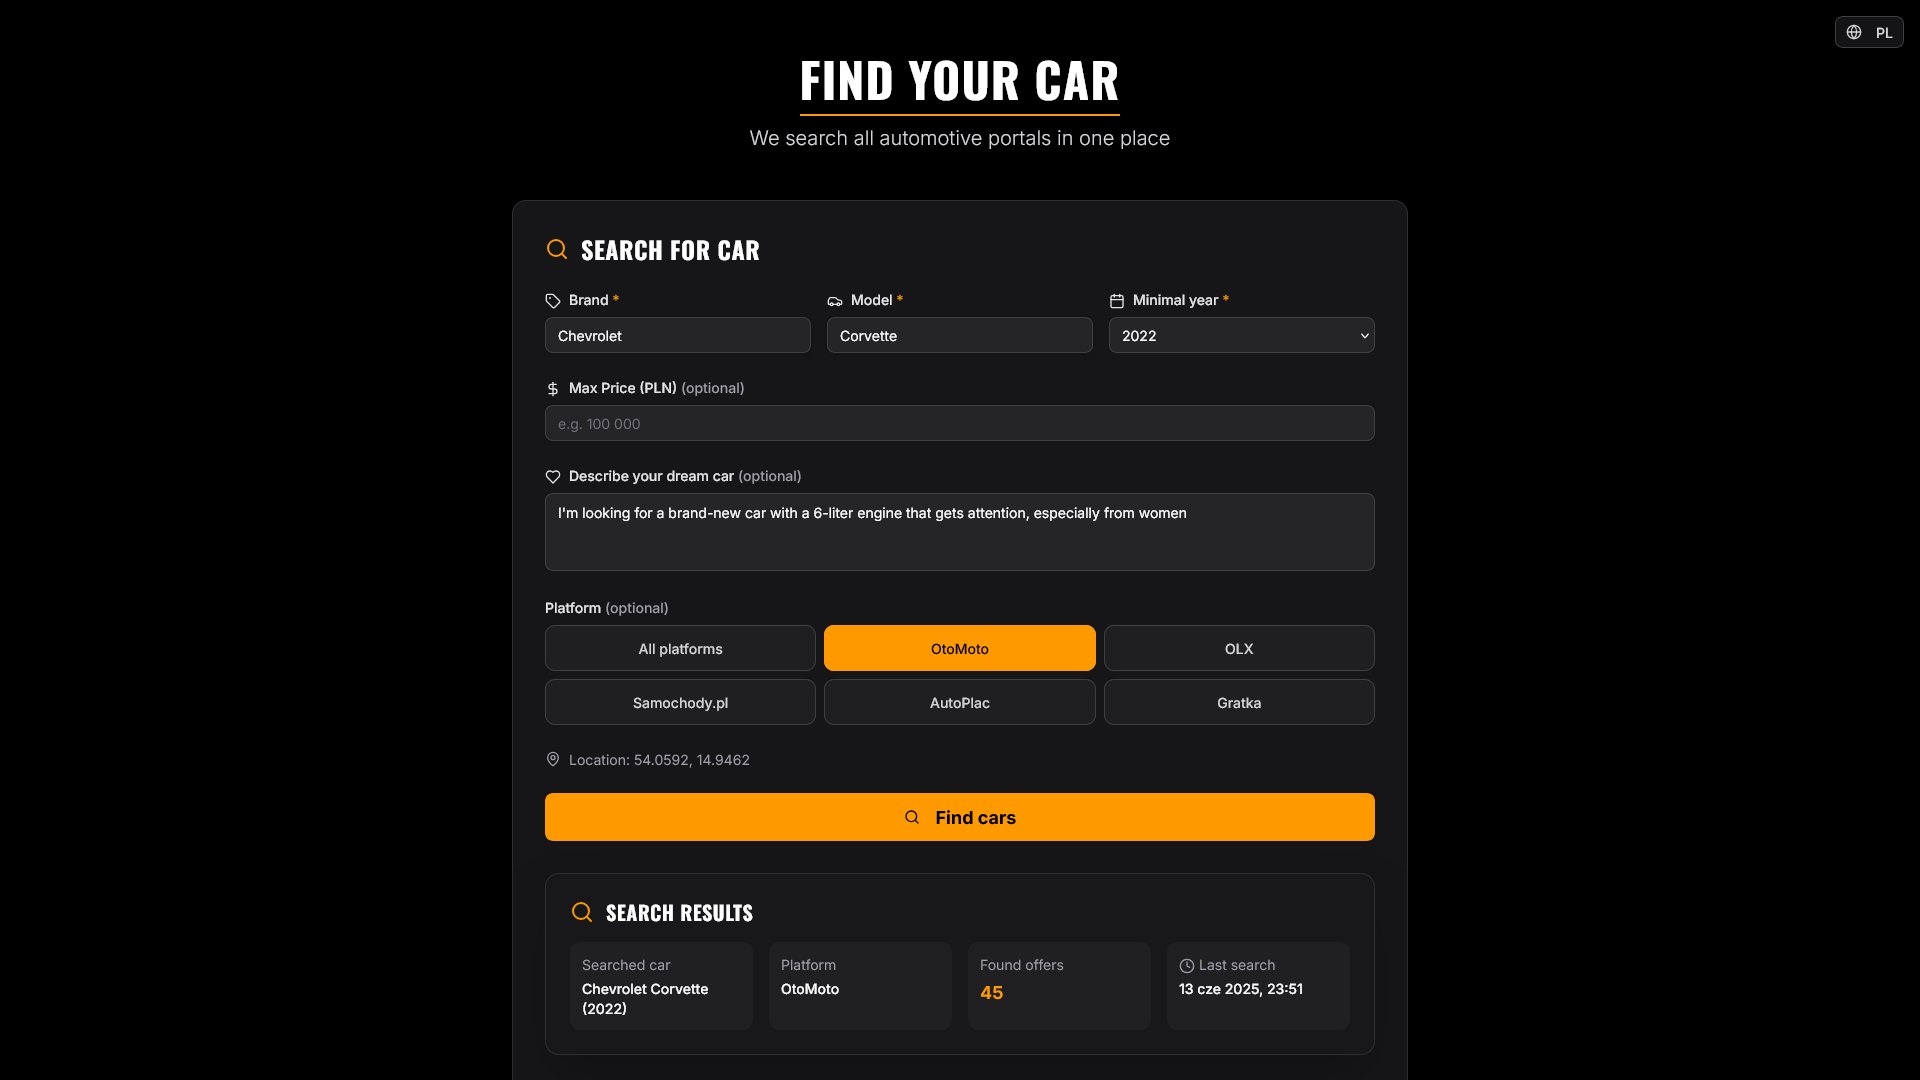 PL
FIND YOUR CAR
We search all automotive portals in one place
SEARCH FOR CAR
Brand *
Model *
Minimal year *
Chevrolet
Corvette
2022
Max Price (PLN) (optional)
e.g. 100 000
Describe your dream car (optional)
I'm looking for a brand-new car with a 6-liter engine that gets attention, especially from women
Platform (optional)
All platforms
OtoMoto
OLX
Samochody.pl
AutoPlac
Gratka
Location: 54.0592, 14.9462
Find cars
SEARCH RESULTS
Searched car
Chevrolet Corvette
(2022)
Platform
OtoMoto
Found offers
45
Last search
13 cze 2025, 23:51